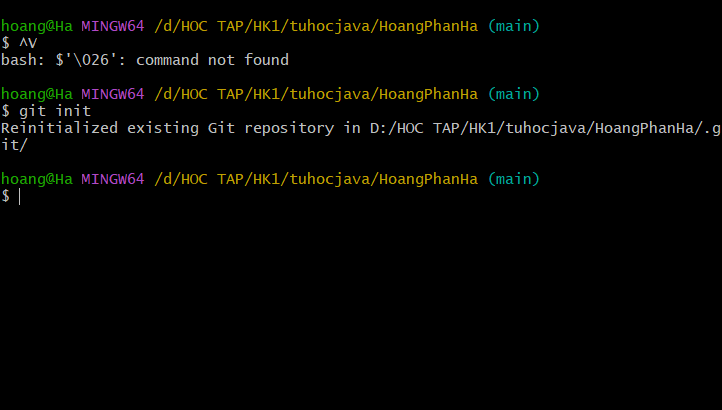 hoang@Ha MINGW64 /d/HOC TAP/HK1/tuhocjava/HoangPhanHa (main)
$ ^V
bash: $'\026': command not found
hoang@Ha MINGW64 /d/HOC TAP/HK1/tuhocjava/HoangPhanHa (main)
$ git init
Reinitialized existing Git repository in D:/HOC TAP/HK1/tuhocjava/HoangPhanHa/.g
it/
hoang@Ha MINGW64 /d/HOC TAP/HK1/tuhocjava/HoangPhanHa (main)
$